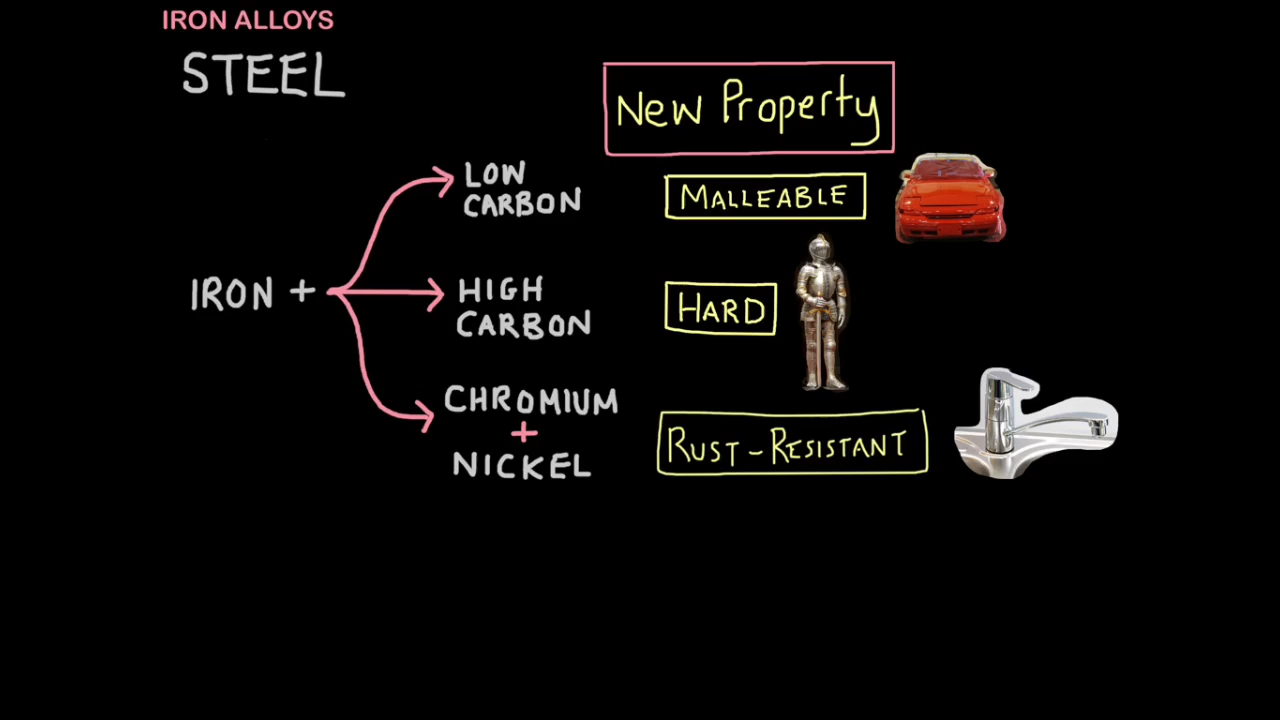 IRON ALLOYS
STEEL
New Property
LOW
CARBON
MALLEABLE
IRON +
HIGH
CARBON
HARD
CHROMIUM
+
NICKEL
RUST-RESISTANT